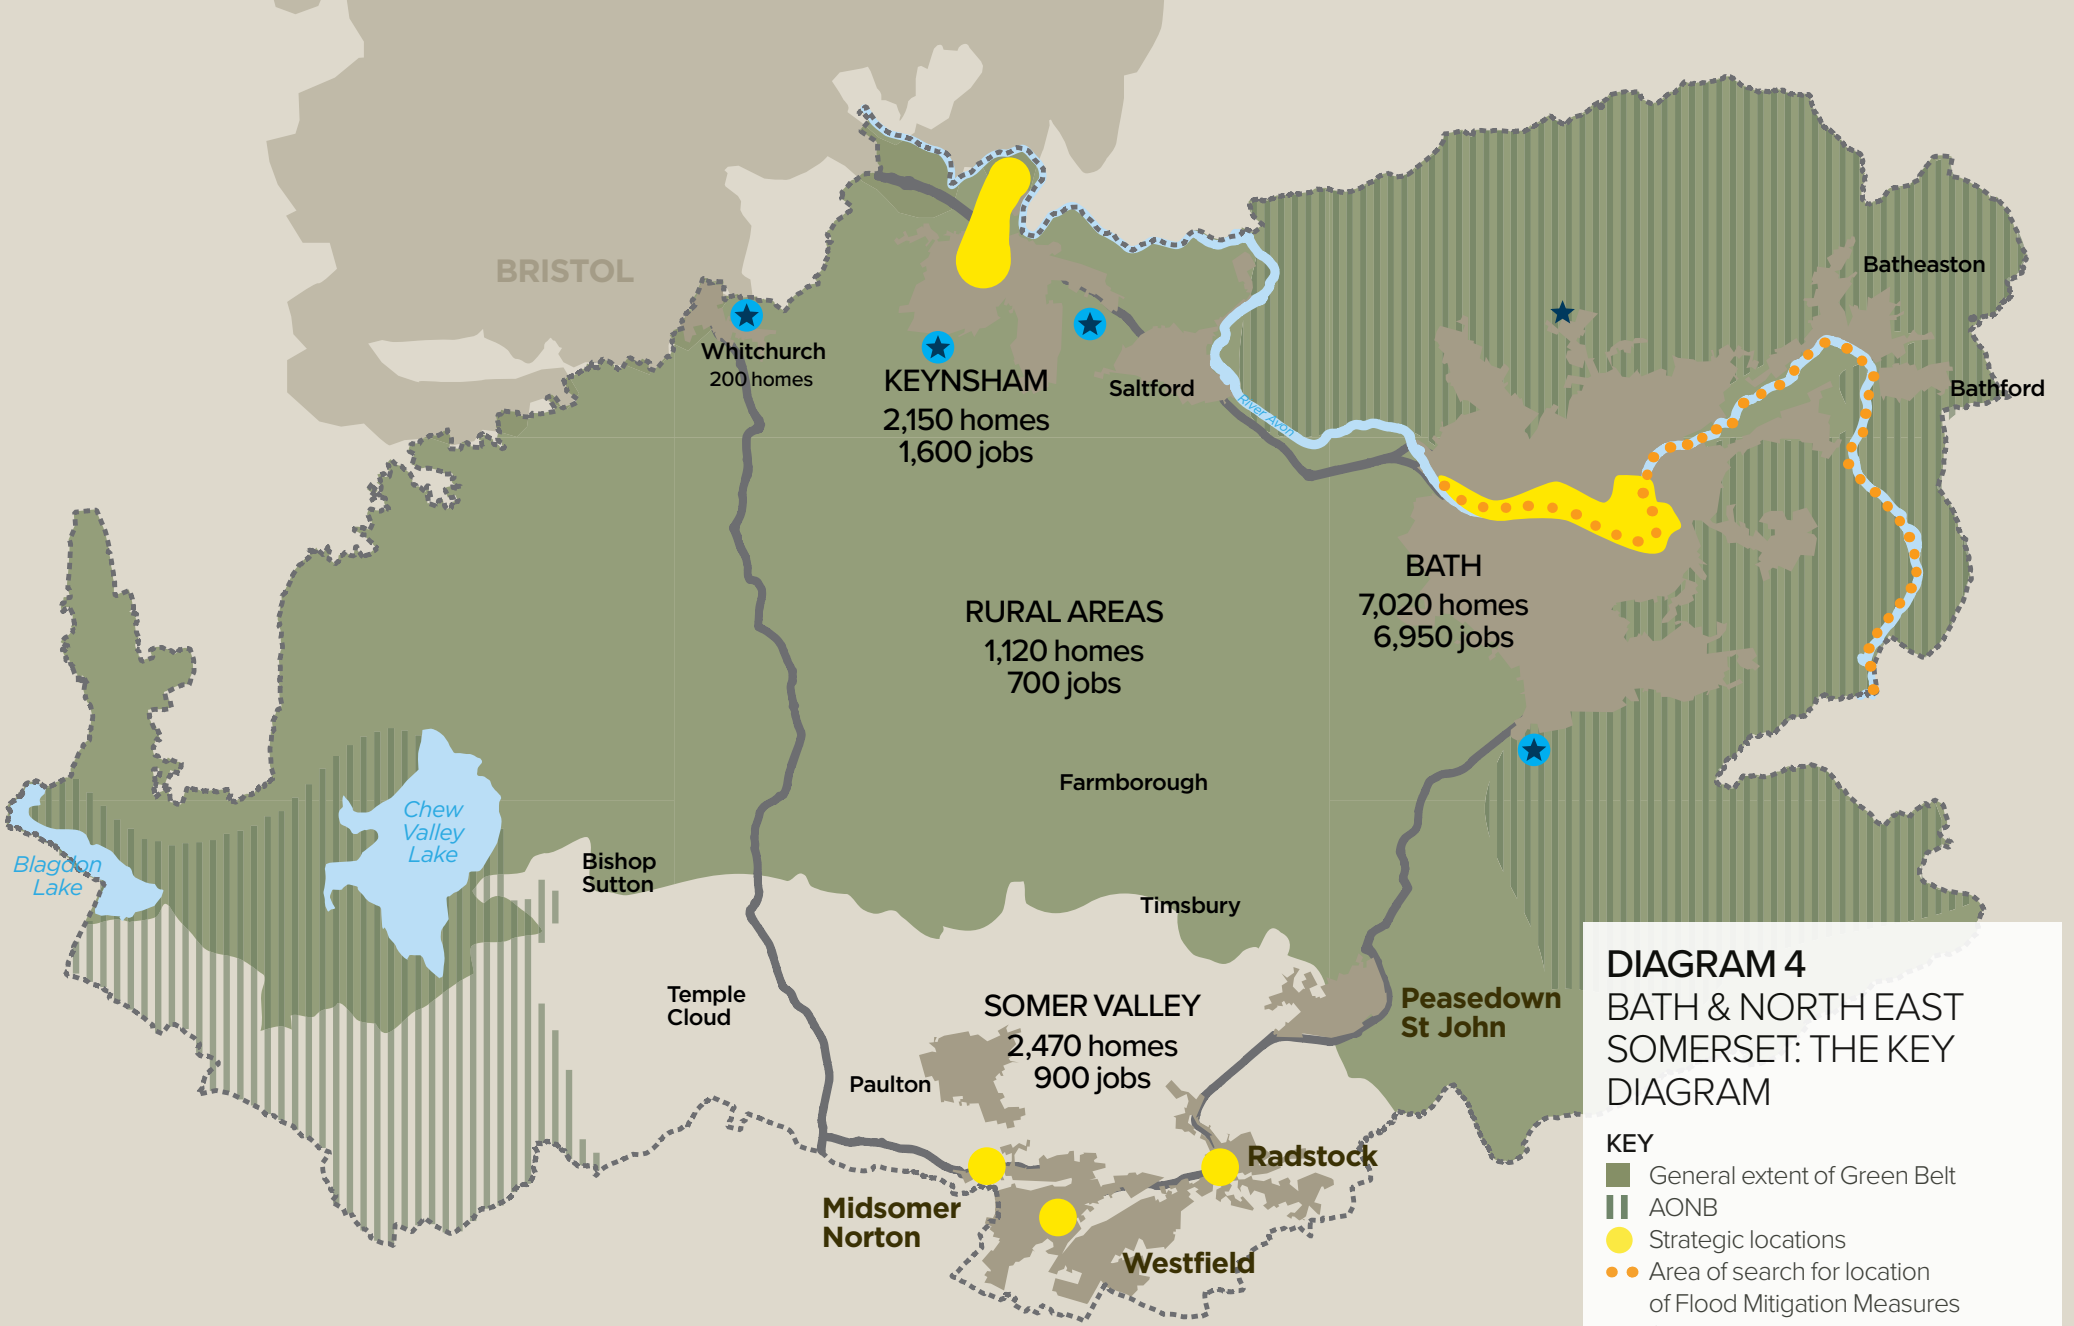 BRISTOL
Batheaston
Whitchurch
200 homes
KEYNSHAM
2,150 homes
1,600 jobs
Saltford
River Avon
Bathford
BATH
7,020 homes
6,950 jobs
RURAL AREAS
1,120 homes
700 jobs
Farmborough
Chew
Valley
Lake
Blagdon
Lake
Bishop
Sutton
Timsbury
Temple
Cloud
SOMER VALLEY
2,470 homes
900 jobs
Peasedown
St John
Paulton
Radstock
Midsomer
Norton
Westfield
DIAGRAM 4
BATH & NORTH EAST
SOMERSET: THE KEY
DIAGRAM
KEY
General extent of Green Belt
AONB
Strategic locations
Area of search for location
of Flood Mitigation Measures